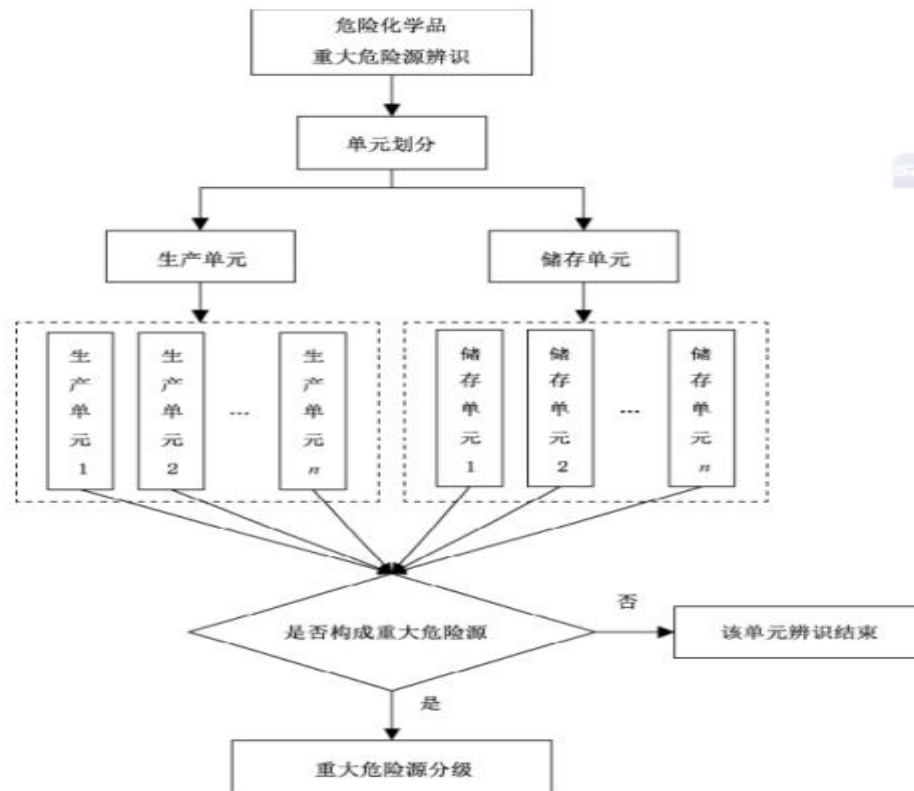 危险化学品
重大危险源辨识
单元划分
生产单元
储存单元
生产单元1
生产单元2
...
生产单元n
储存单元1
储存单元2
...
储存单元n
是否构成重大危险源
否
该单元辨识结束
是
重大危险源分级